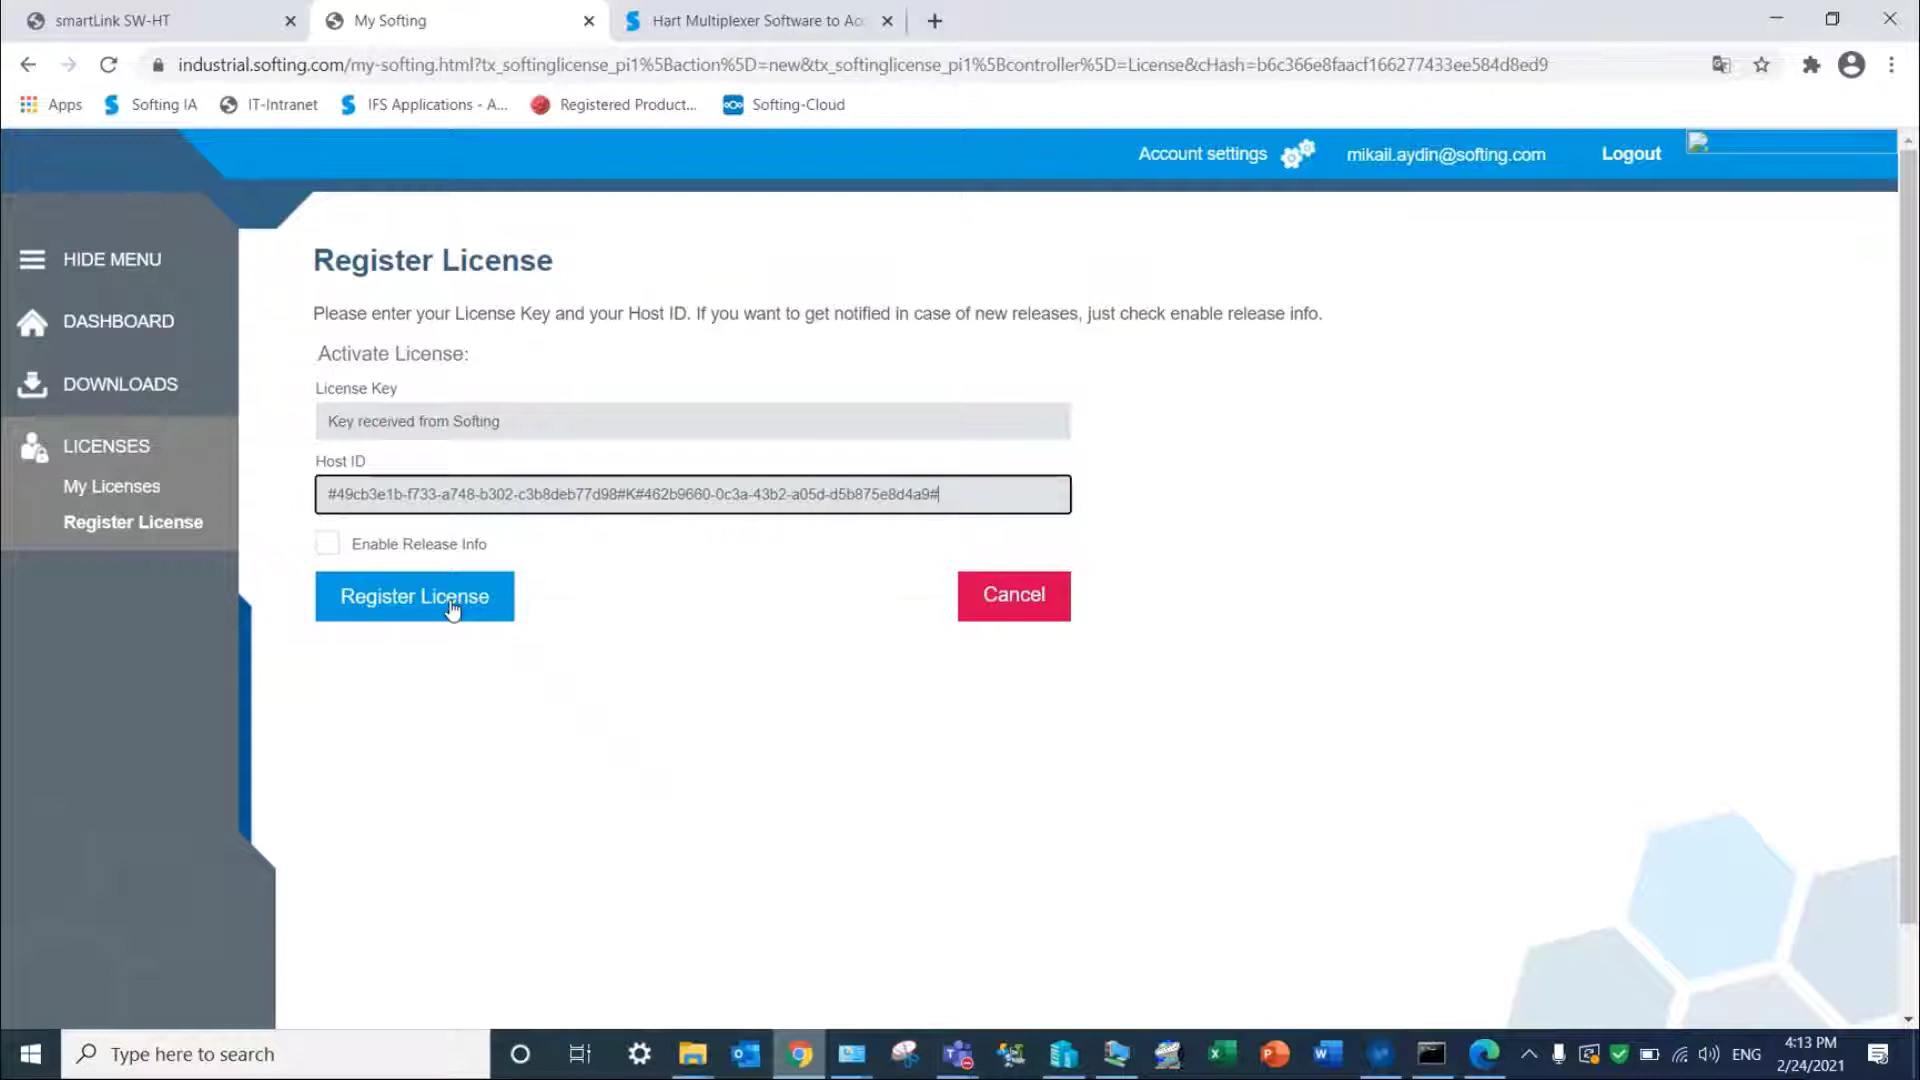 smartLink SW-HT
My Softing
Hart Multiplexer Software to Acc
industrial.softing.com/my-softing.html?tx_softinglicense_pi1%5Baction%5D=new&tx_softinglicense_pi1%5Bcontroller%5D=License&cHash=b6c366e8faacf166277433ee584d8ed9
Apps
Softing IA
IT-Intranet
IFS Applications - A...
Registered Product...
Softing-Cloud
Account settings
mikail.aydin@softing.com
Logout
HIDE MENU
DASHBOARD
DOWNLOADS
LICENSES
My Licenses
Register License
Register License
Please enter your License Key and your Host ID. If you want to get notified in case of new releases, just check enable release info.
Activate License:
License Key
Key received from Softing
Host ID
#49cb3e1b-f733-a748-b302-c3b8deb77d98#K#462b9660-0c3a-43b2-a05d-d5b875e8d4a9#
Enable Release Info
Register License
Cancel
Type here to search
ENG
4:13 PM
2/24/2021